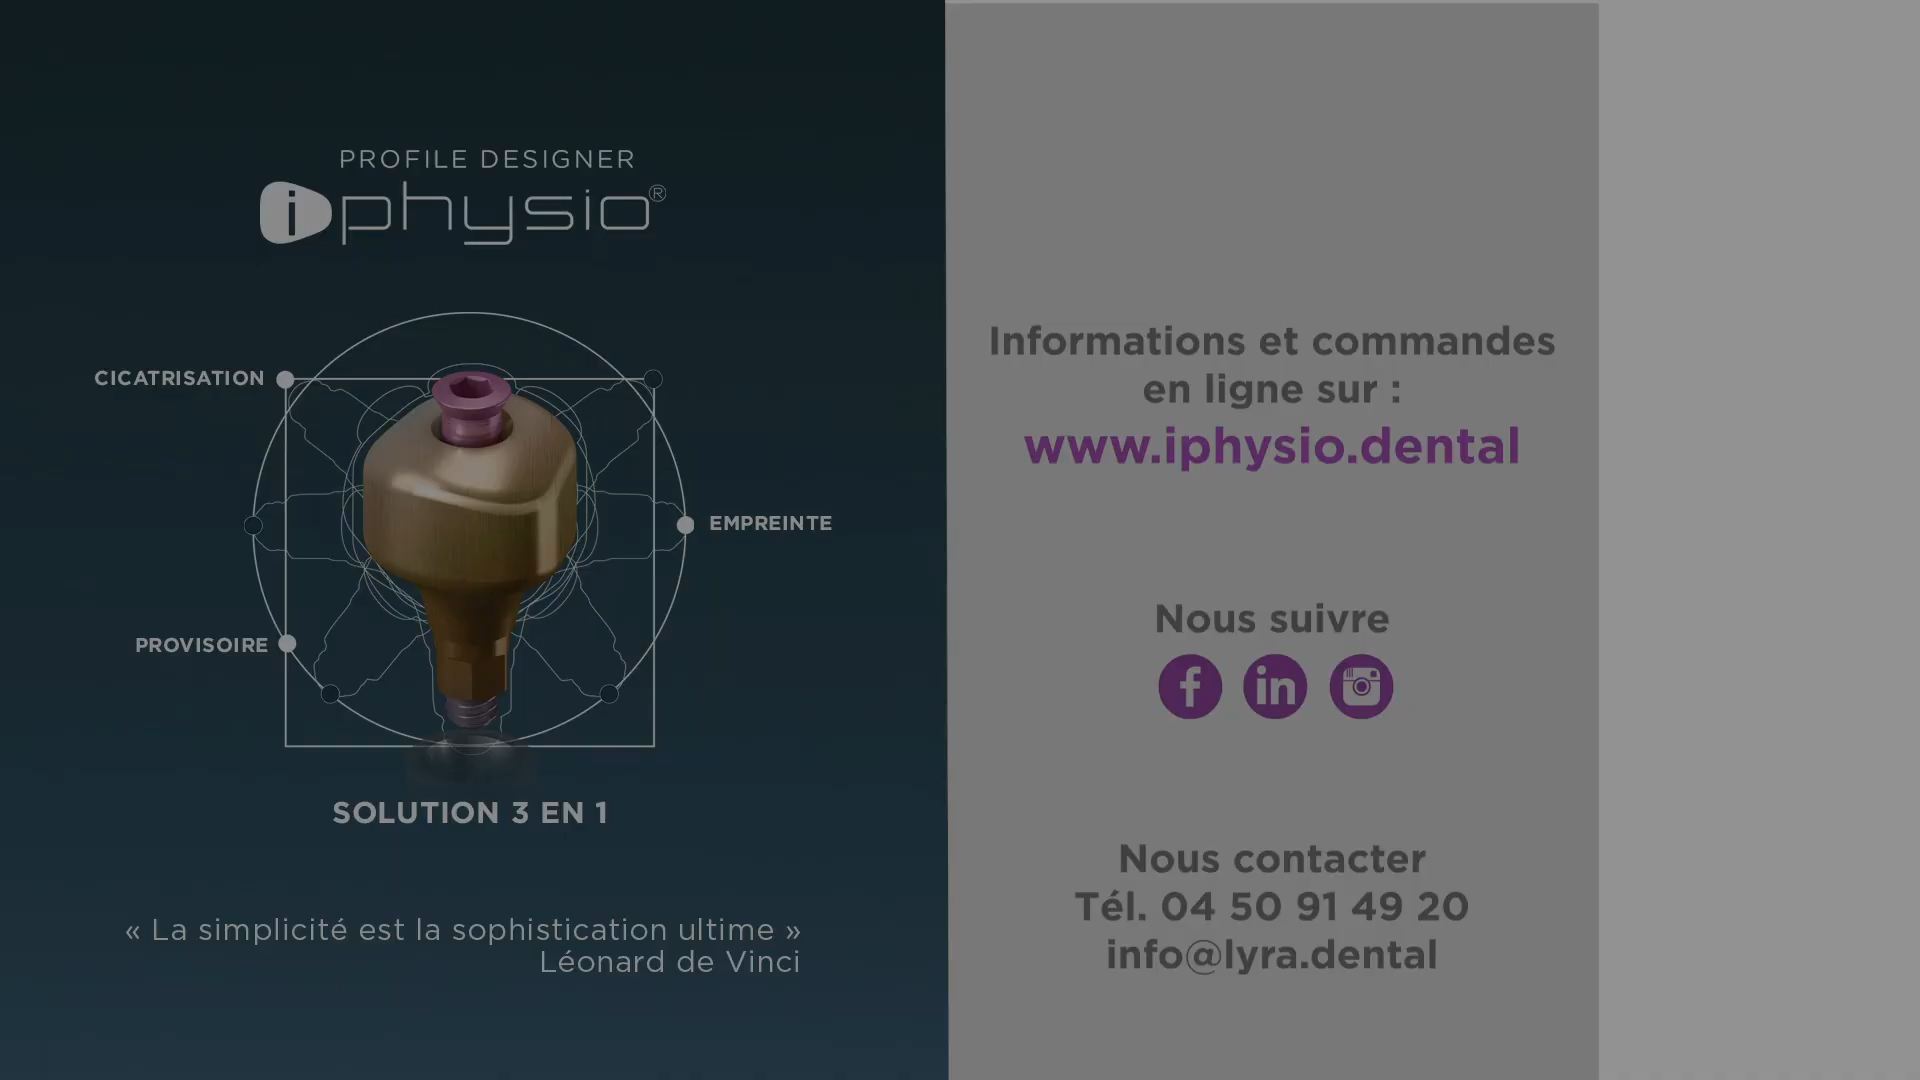 PROFILE DESIGNER
iphysio®
CICATRISATION
EMPREINTE
PROVISOIRE
SOLUTION 3 EN 1
« La simplicité est la sophistication ultime »
Léonard de Vinci
Informations et commandes
en ligne sur :
www.iphysio.dental
Nous suivre
f in
Nous contacter
Tél. 04 50 91 49 20
info@lyra.dental